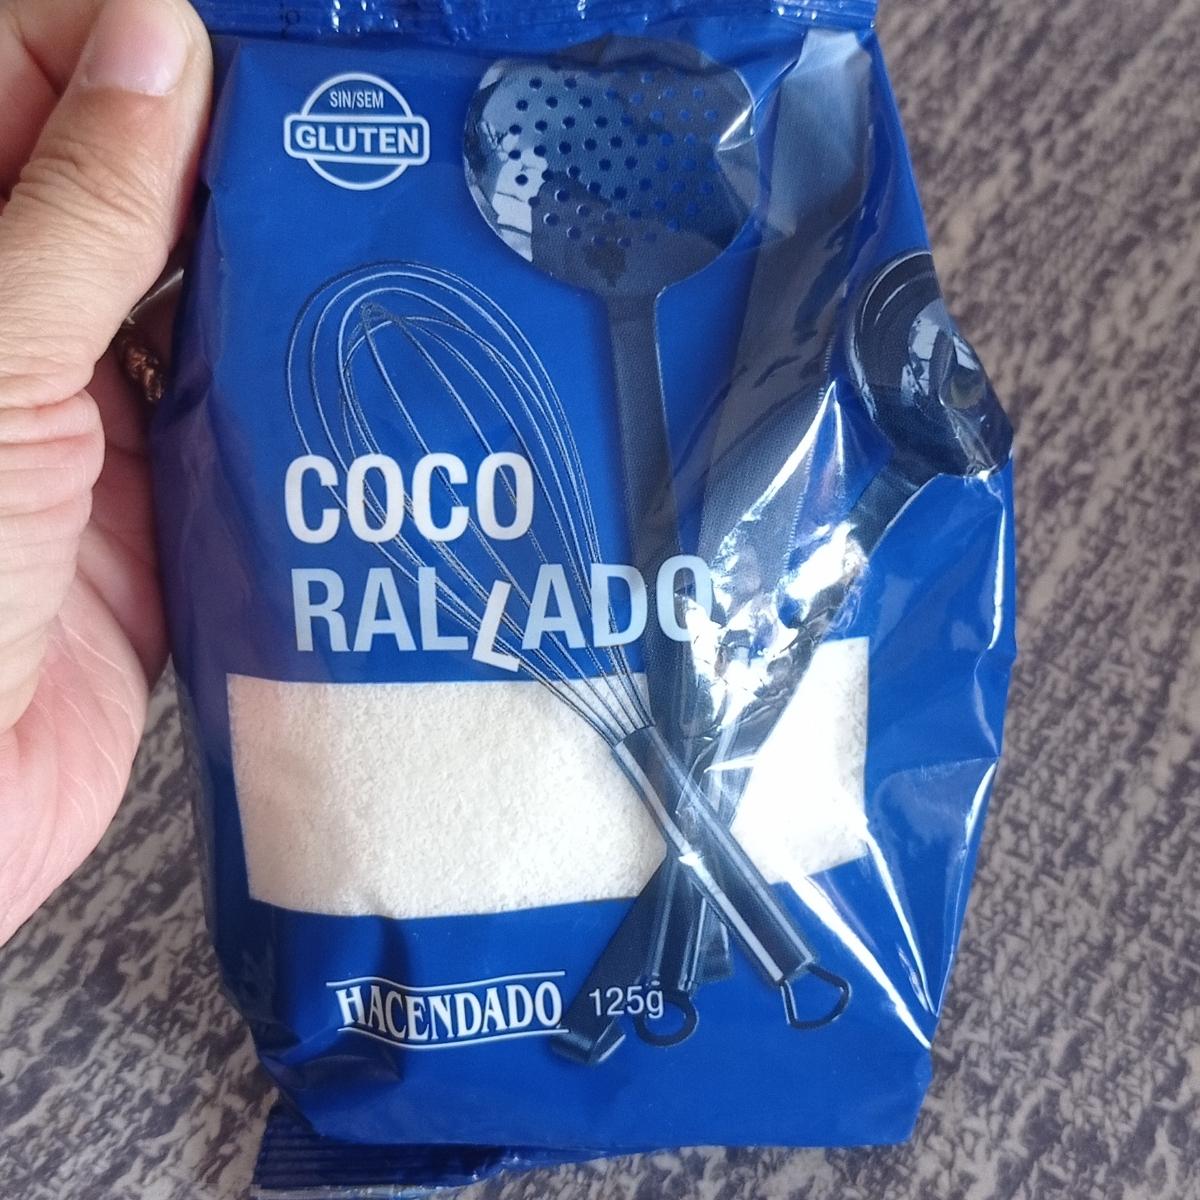 SIN/SEM
GLUTEN
COCO
RALLADO
HACENDADO 125g